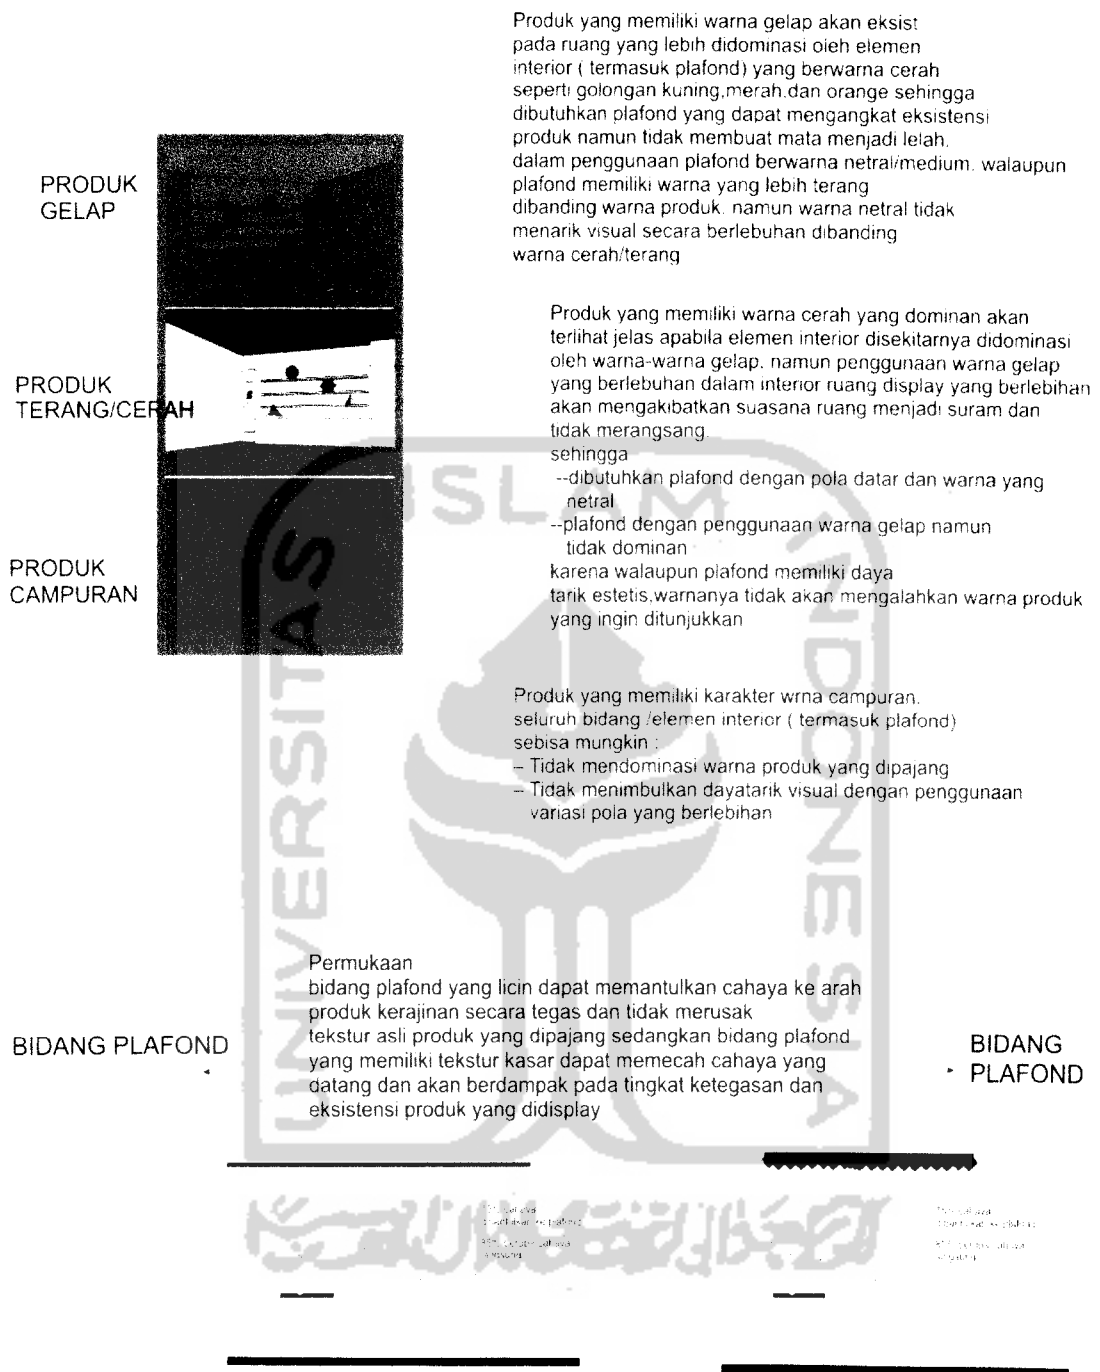 Produk yang memiliki warna gelap akan eksist
pada ruang yang lebih didominasi oleh elemen
interior ( termasuk plafond) yang berwarna cerah
seperti golongan kuning,merah.dan orange sehingga
dibutuhkan plafond yang dapat mengangkat eksistensi
produk namun tidak membuat mata menjadi lelah.
dalam penggunaan plafond berwarna netral/medium. walaupun
plafond memiliki warna yang lebih terang
dibanding warna produk. namun warna netral tidak
menarik visual secara berlebuhan dibanding
warna cerah/terang
PRODUK
GELAP
Produk yang memiliki warna cerah yang dominan akan
terlihat jelas apabila elemen interior disekitarnya didominasi
oleh warna-warna gelap. namun penggunaan warna gelap
yang berlebuhan dalam interior ruang display yang berlebihan
akan mengakibatkan suasana ruang menjadi suram dan
tidak merangsang.
sehingga
--dibutuhkan plafond dengan pola datar dan warna yang
netral
--plafond dengan penggunaan warna gelap namun
tidak dominan
karena walaupun plafond memiliki daya
tarik estetis,warnanya tidak akan mengalahkan warna produk
yang ingin ditunjukkan
PRODUK
TERANG/CERAH
PRODUK
CAMPURAN
Produk yang memiliki karakter wrna campuran.
seluruh bidang /elemen interior ( termasuk plafond)
sebisa mungkin :
– Tidak mendominasi warna produk yang dipajang
– Tidak menimbulkan dayatarik visual dengan penggunaan
variasi pola yang berlebihan
Permukaan
bidang plafond yang licin dapat memantulkan cahaya ke arah
produk kerajinan secara tegas dan tidak merusak
tekstur asli produk yang dipajang sedangkan bidang plafond
yang memiliki tekstur kasar dapat memecah cahaya yang
datang dan akan berdampak pada tingkat ketegasan dan
eksistensi produk yang didisplay
BIDANG PLAFOND
BIDANG
PLAFOND
UNIVERSITAS
ISLAM
INDONESIA